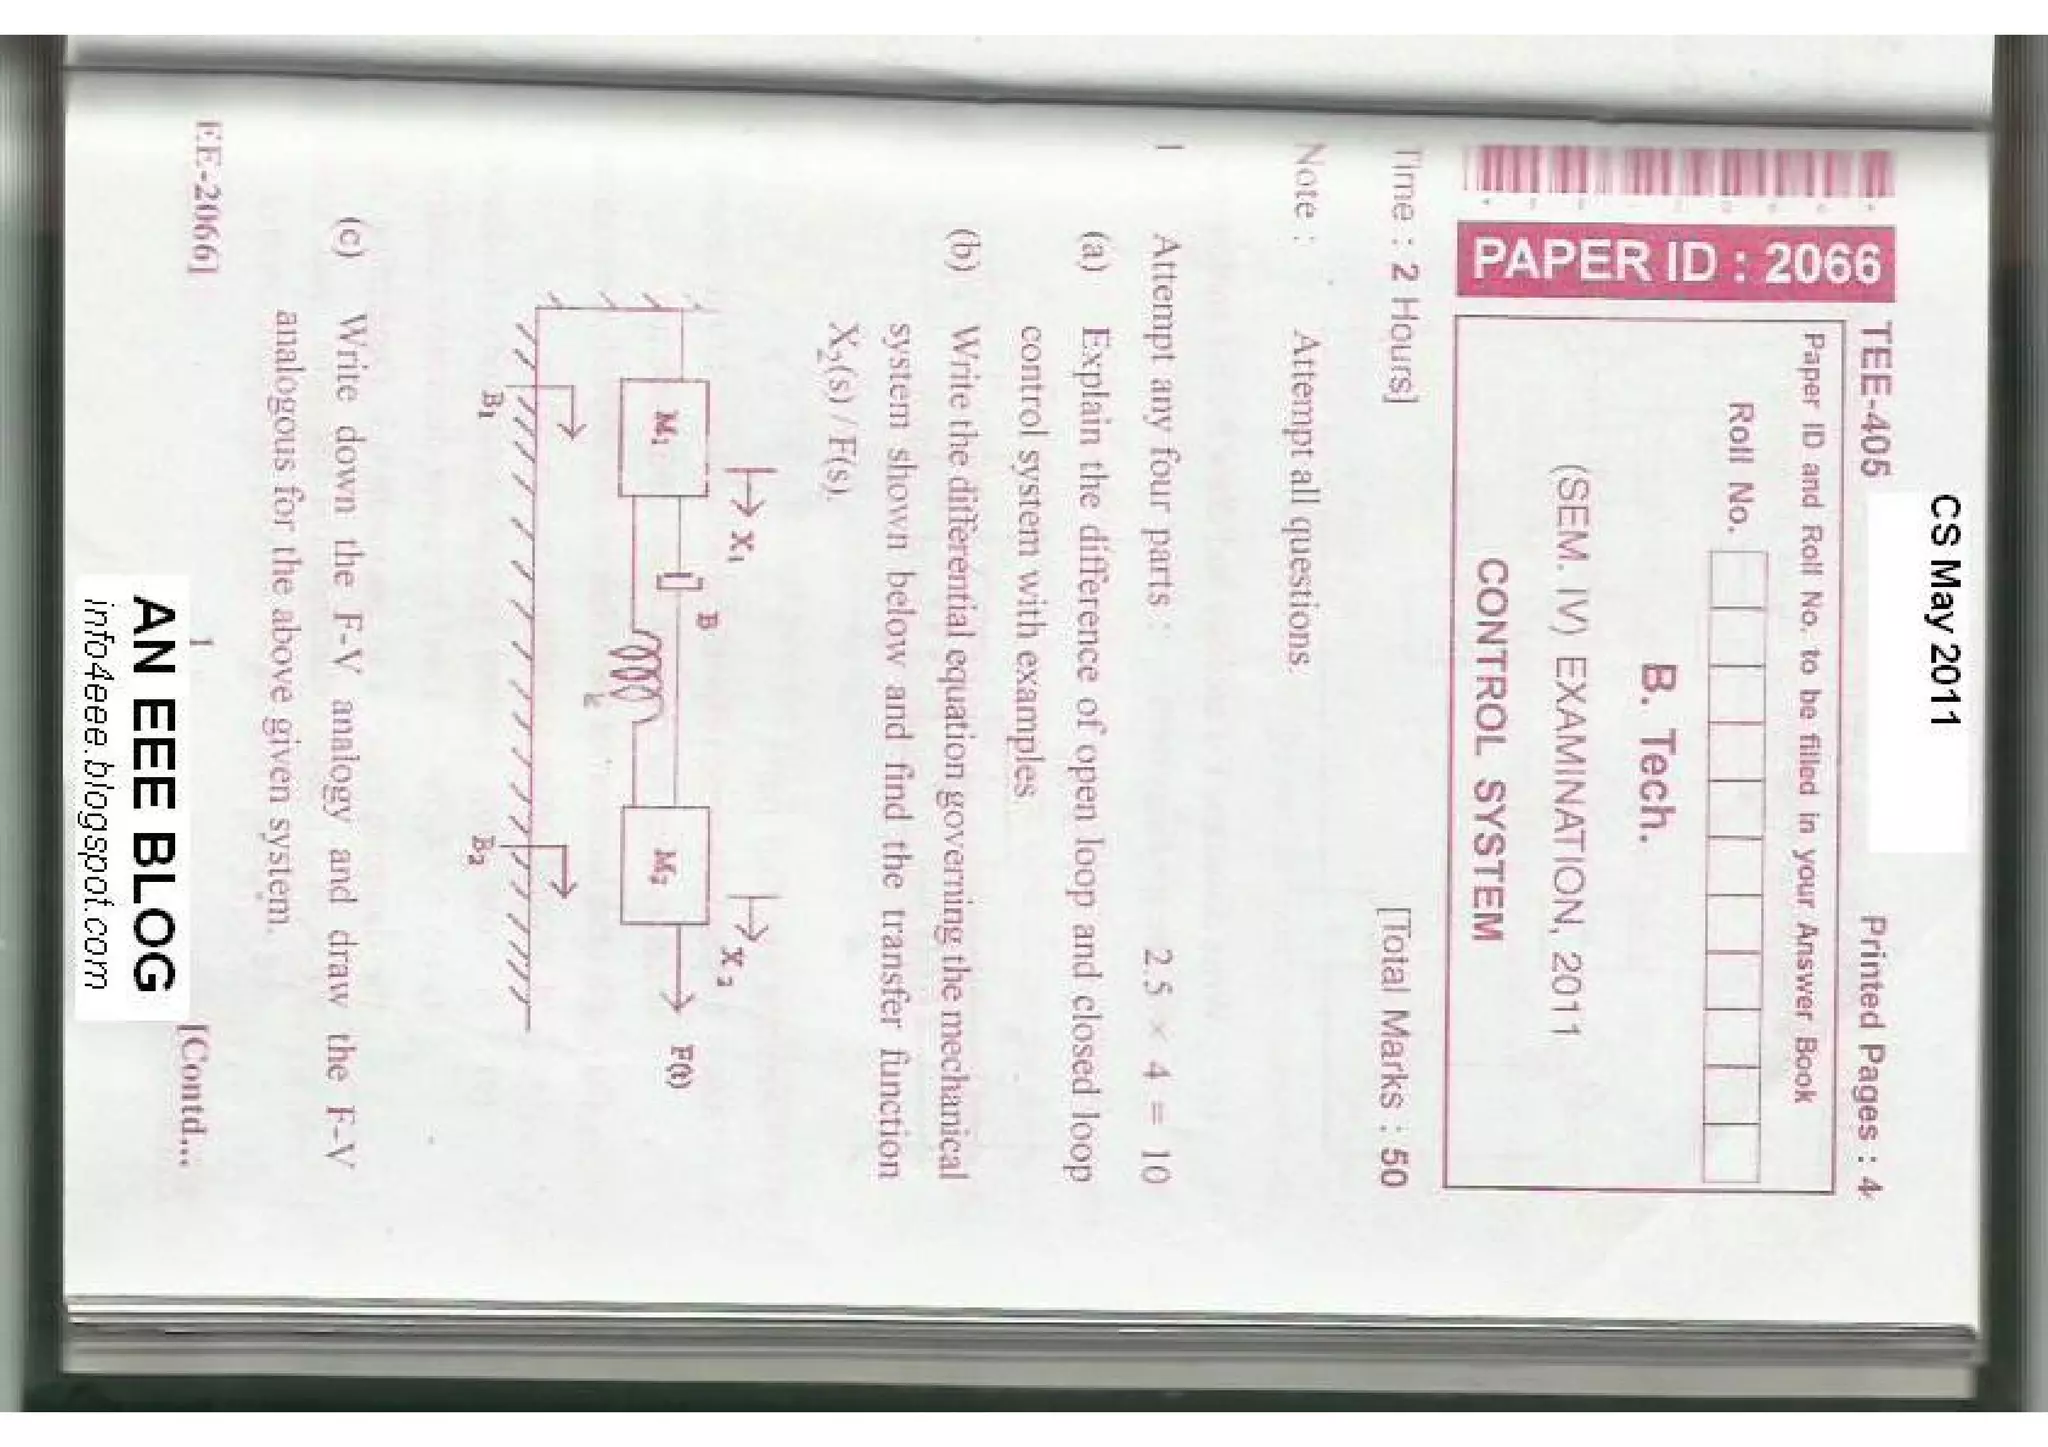 CS May 2011
TEE-405 Printed Pages : 4
Paper ID and Roll No. to be filled in your Answer Book
PAPER ID : 2066
Roll No.
B. Tech.
(SEM. IV) EXAMINATION, 2011
CONTROL SYSTEM
Time : 2 Hours] [Total Marks : 50
Note : Attempt all questions.
1 Attempt any four parts : 2.5 × 4 = 10
(a) Explain the difference of open loop and closed loop
control system with examples.
(b) Write the differential equation governing the mechanical
system shown below and find the transfer function
X₂(s) / F(s).
X₁ X₂
B
M₁ M₂ F(t)
k
B₁ B₂
(c) Write down the F-V analogy and draw the F-V
analogous for the above given system.
EE-2066] 1 [Contd...
AN EEE BLOG
info4eee.blogspot.com